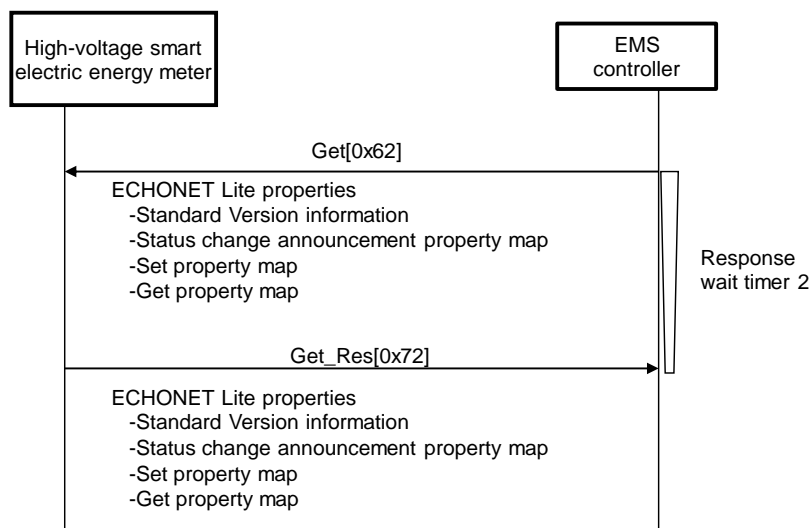 High-voltage smart
electric energy meter
EMS
controller
Get[0x62]
ECHONET Lite properties
-Standard Version information
-Status change announcement property map
-Set property map
-Get property map
Response
wait timer 2
Get_Res[0x72]
ECHONET Lite properties
-Standard Version information
-Status change announcement property map
-Set property map
-Get property map